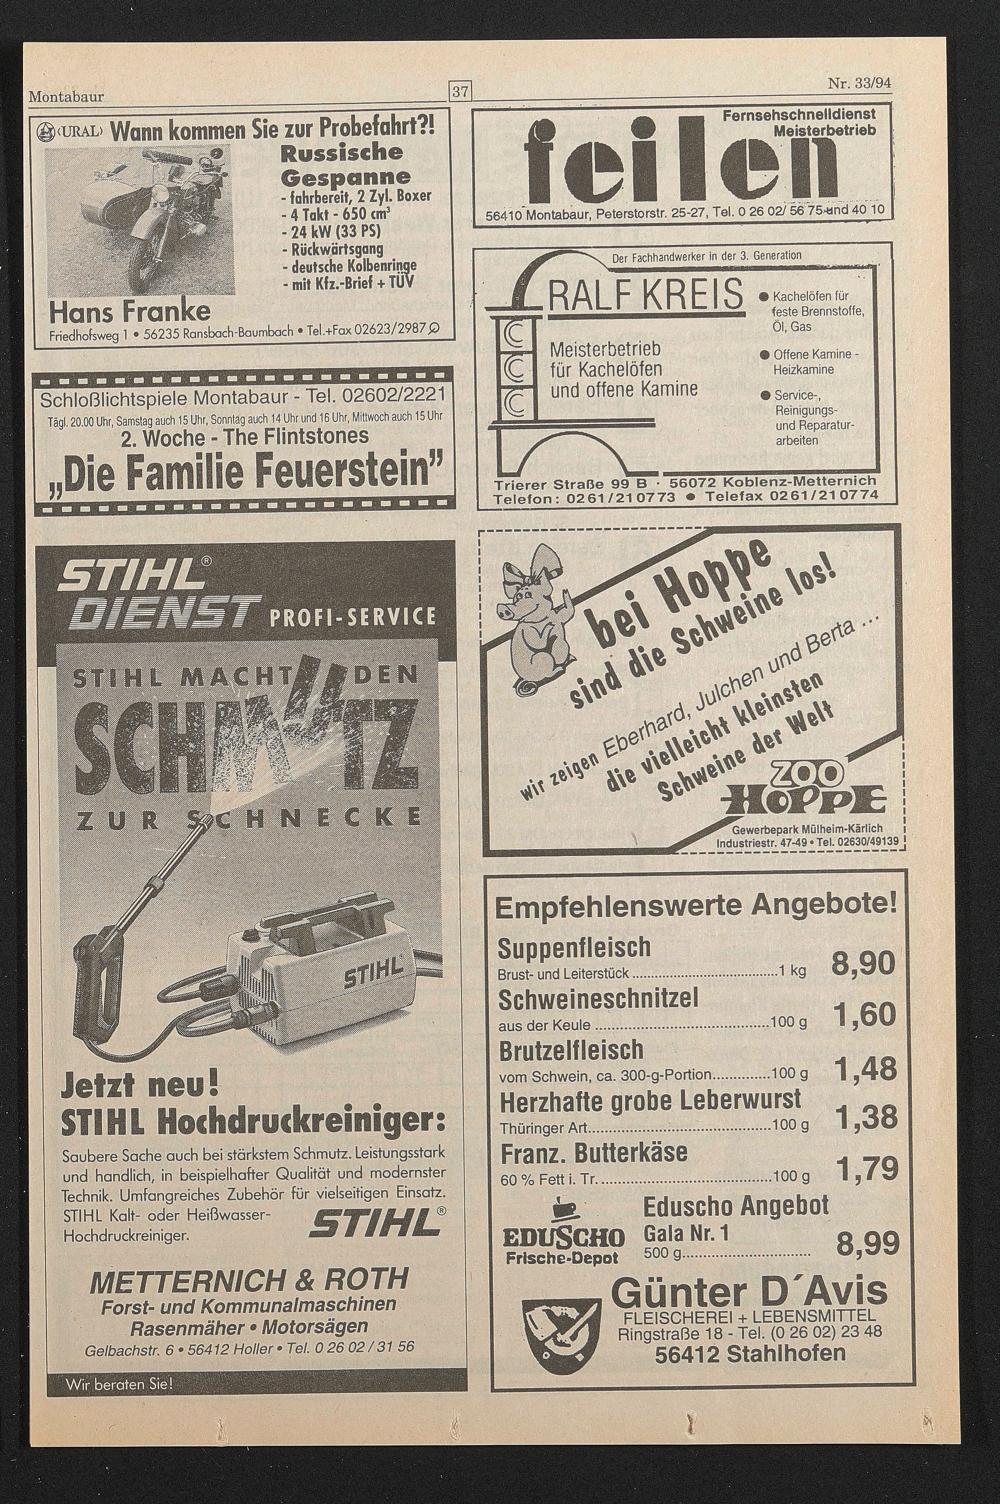 Montabaur
37
Nr. 33/94
‹URAL› Wann kommen Sie zur Probefahrt?!
Russische
Gespanne
- fahrbereit, 2 Zyl. Boxer
- 4 Takt - 650 cm³
- 24 kW (33 PS)
- Rückwärtsgang
- deutsche Kolbenringe
- mit Kfz.-Brief + TÜV
Hans Franke
Friedhofsweg 1 • 56235 Ransbach-Baumbach • Tel.+Fax 02623/2987
Schloßlichtspiele Montabaur - Tel. 02602/2221
Tägl. 20.00 Uhr, Samstag auch 15 Uhr, Sonntag auch 14 Uhr und 16 Uhr, Mittwoch auch 15 Uhr
2. Woche - The Flintstones
„Die Familie Feuerstein”
STIHL®
DIENST PROFI-SERVICE
STIHL MACHT DEN
SCHMUTZ
ZUR SCHNECKE
STIHL®
Jetzt neu!
STIHL Hochdruckreiniger:
Saubere Sache auch bei stärkstem Schmutz. Leistungsstark
und handlich, in beispielhafter Qualität und modernster
Technik. Umfangreiches Zubehör für vielseitigen Einsatz.
STIHL Kalt- oder Heißwasser-
Hochdruckreiniger.
STIHL®
METTERNICH & ROTH
Forst- und Kommunalmaschinen
Rasenmäher • Motorsägen
Gelbachstr. 6 • 56412 Holler • Tel. 0 26 02 / 31 56
Wir beraten Sie!
Fernsehschnelldienst
Meisterbetrieb
feilen
56410 Montabaur, Peterstorstr. 25-27, Tel. 0 26 02/ 56 75 und 40 10
Der Fachhandwerker in der 3. Generation
RALF KREIS
Meisterbetrieb
für Kachelöfen
und offene Kamine
● Kachelöfen für
feste Brennstoffe,
Öl, Gas
● Offene Kamine -
Heizkamine
● Service-,
Reinigungs-
und Reparatur-
arbeiten
Trierer Straße 99 B · 56072 Koblenz-Metternich
Telefon: 0261/210773 ● Telefax 0261/210774
bei Hoppe
sind die Schweine los!
wir zeigen Eberhard, Julchen und Berta ...
die vielleicht kleinsten
Schweine der Welt
ZOO
HOPPE
Gewerbepark Mülheim-Kärlich
Industriestr. 47-49 • Tel. 02630/49139
Empfehlenswerte Angebote!
Suppenfleisch
Brust- und Leiterstück ...................................1 kg 8,90
Schweineschnitzel
aus der Keule ..........................................100 g 1,60
Brutzelfleisch
vom Schwein, ca. 300-g-Portion..............100 g 1,48
Herzhafte grobe Leberwurst
Thüringer Art............................................100 g 1,38
Franz. Butterkäse
60 % Fett i. Tr..........................................100 g 1,79
Eduscho Angebot
EDUSCHO
Frische-Depot
Gala Nr. 1
500 g............................... 8,99
Günter D´Avis
FLEISCHEREI + LEBENSMITTEL
Ringstraße 18 - Tel. (0 26 02) 23 48
56412 Stahlhofen